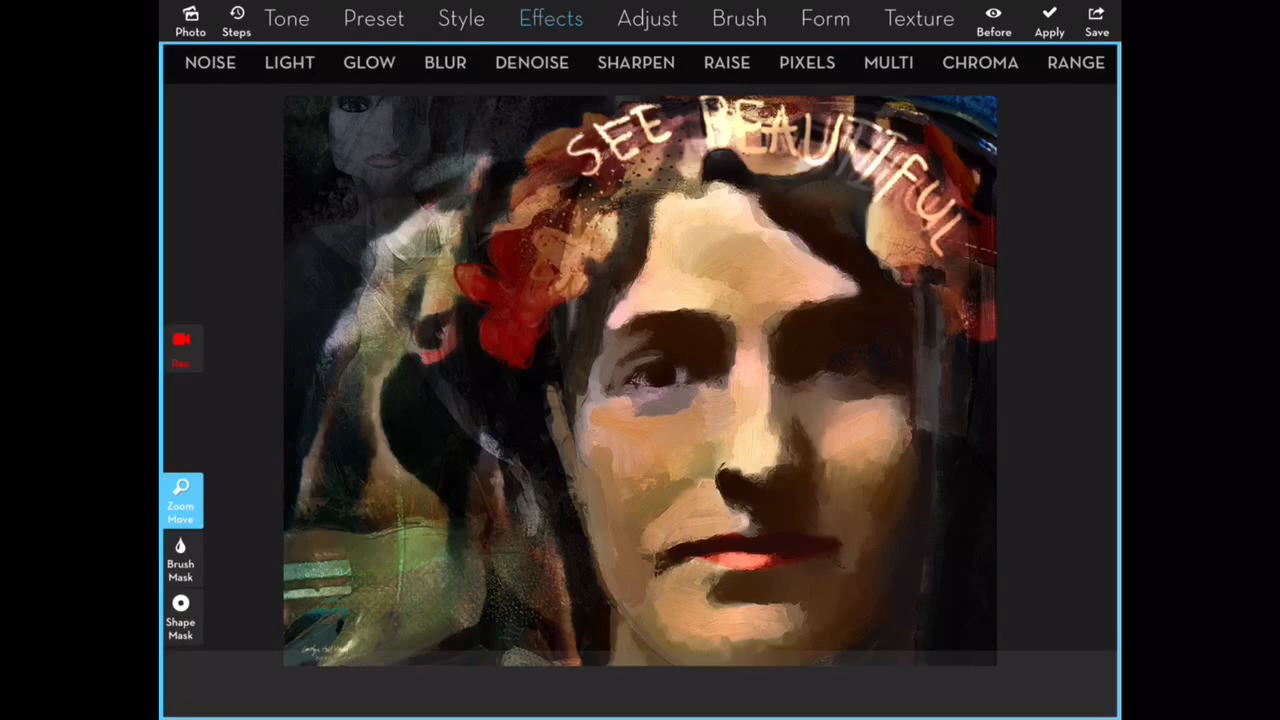 Photo
Steps
Tone
Preset
Style
Effects
Adjust
Brush
Form
Texture
Before
Apply
Save
NOISE
LIGHT
GLOW
BLUR
DENOISE
SHARPEN
RAISE
PIXELS
MULTI
CHROMA
RANGE
SEE BEAUTIFUL
Rec
Zoom
Move
Brush
Mask
Shape
Mask